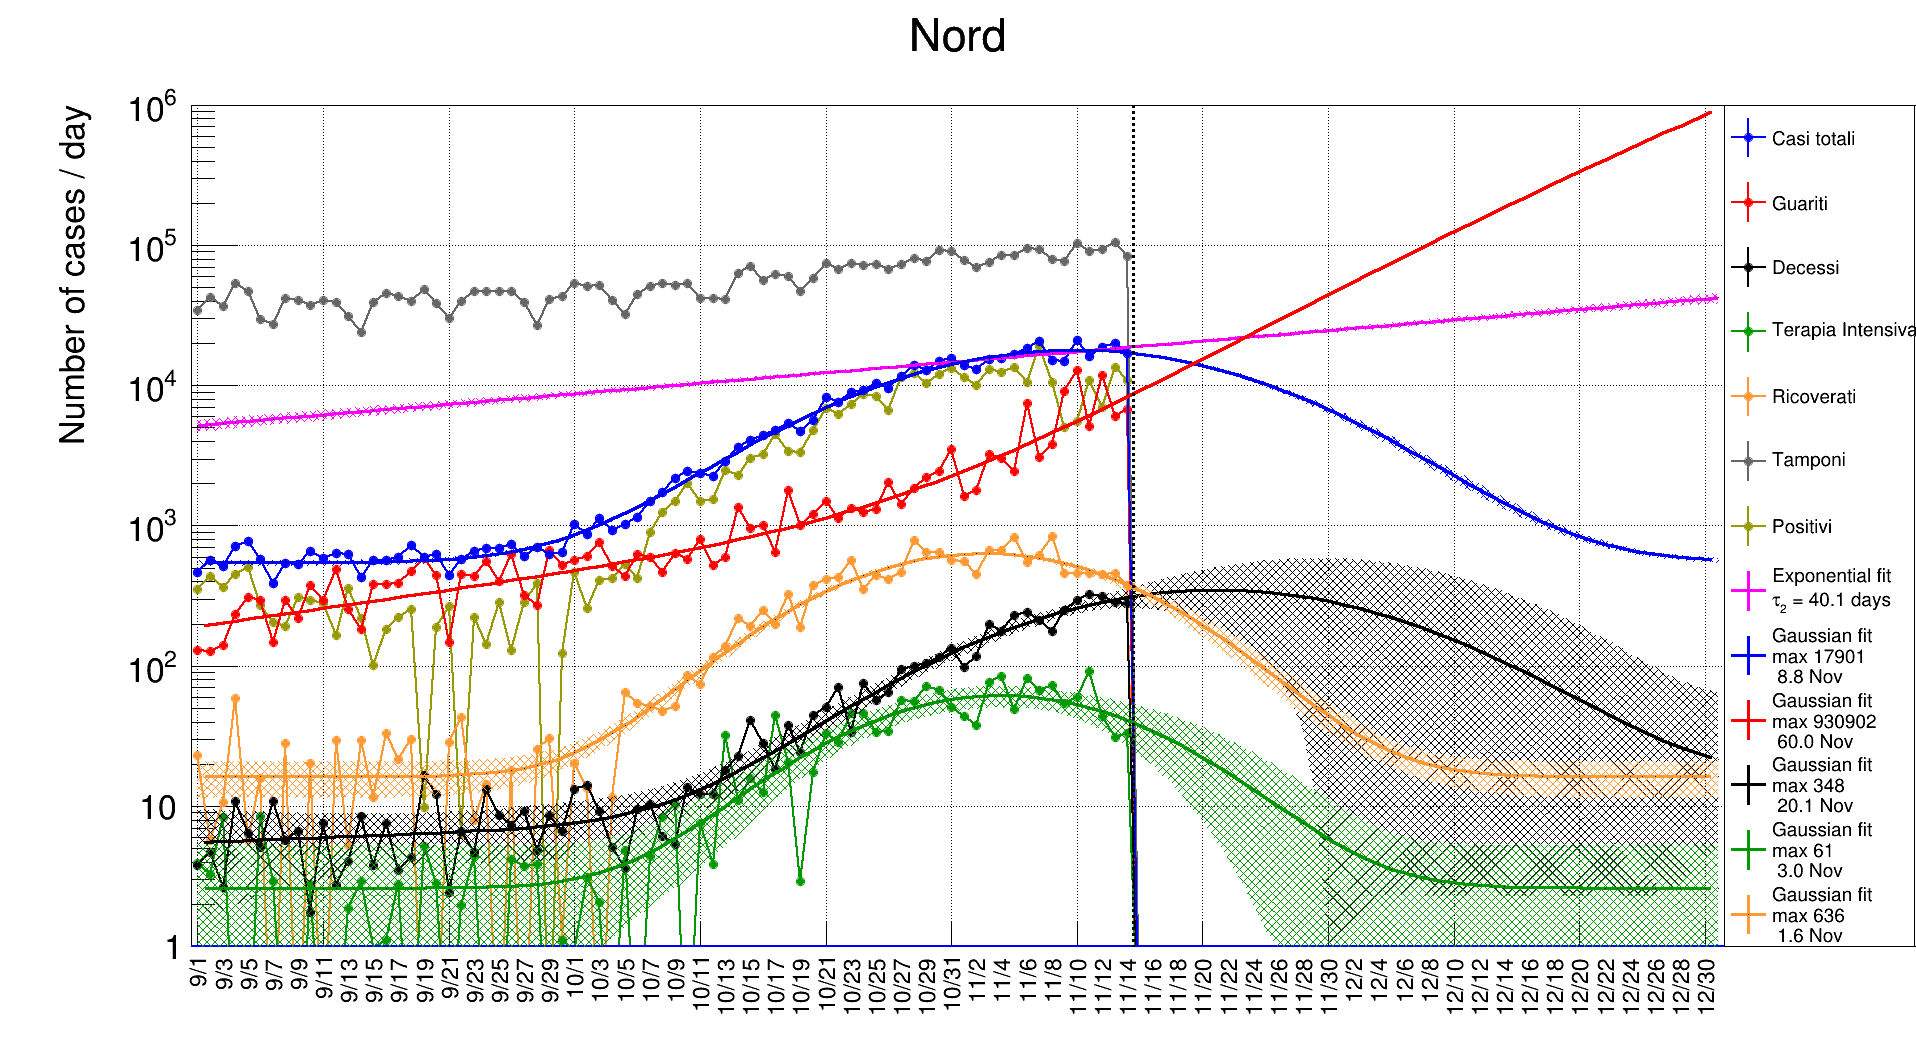 Nord
Number of cases / day
10^6
10^5
10^4
10^3
10^2
10
1
9/1
9/3
9/5
9/7
9/9
9/11
9/13
9/15
9/17
9/19
9/21
9/23
9/25
9/27
9/29
10/1
10/3
10/5
10/7
10/9
10/11
10/13
10/15
10/17
10/19
10/21
10/23
10/25
10/27
10/29
10/31
11/2
11/4
11/6
11/8
11/10
11/12
11/14
11/16
11/18
11/20
11/22
11/24
11/26
11/28
11/30
12/2
12/4
12/6
12/8
12/10
12/12
12/14
12/16
12/18
12/20
12/22
12/24
12/26
12/28
12/30
Casi totali
Guariti
Decessi
Terapia Intensiva
Ricoverati
Tamponi
Positivi
Exponential fit
τ_2 = 40.1 days
Gaussian fit
max 17901
8.8 Nov
Gaussian fit
max 930902
60.0 Nov
Gaussian fit
max 348
20.1 Nov
Gaussian fit
max 61
3.0 Nov
Gaussian fit
max 636
1.6 Nov